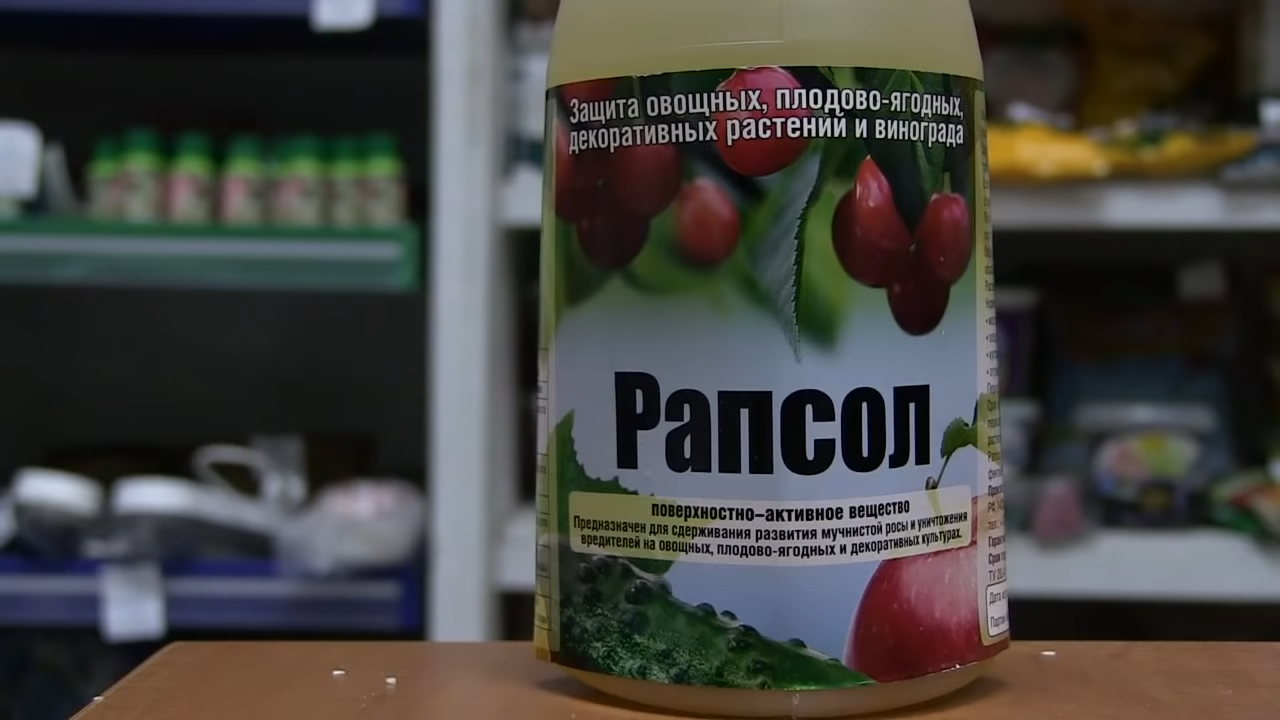 Защита овощных, плодово-ягодных,
декоративных растений и винограда
Рапсол
поверхностно–активное вещество
Предназначен для сдерживания развития мучнистой росы и уничтожения
вредителей на овощных, плодово-ягодных и декоративных культурах.